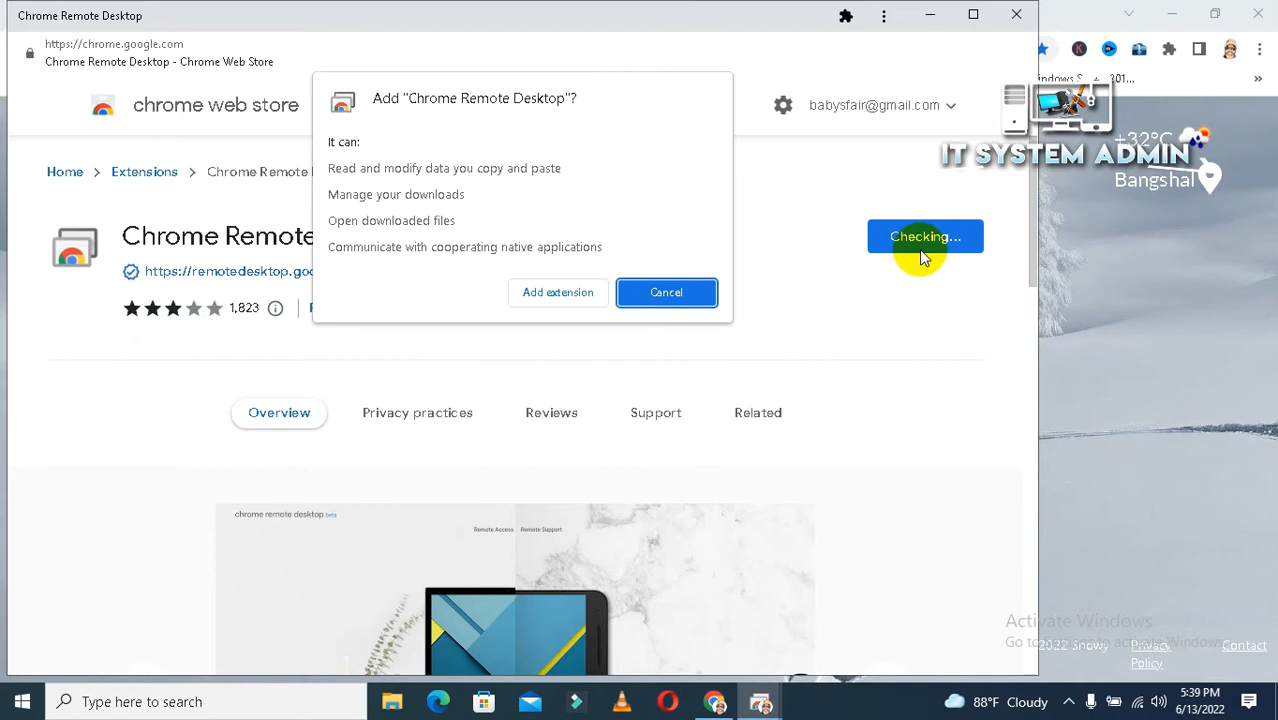 Chrome Remote Desktop
https://chrome.google.com
Chrome Remote Desktop - Chrome Web Store
chrome web store
babysfair@gmail.com
Add "Chrome Remote Desktop"?
It can:
Read and modify data you copy and paste
Manage your downloads
Open downloaded files
Communicate with cooperating native applications
Add extension
Cancel
Home
Extensions
Chrome Remote
Chrome Remote
Checking...
1,823
Overview
Privacy practices
Reviews
Support
Related
chrome remote desktop beta
Remote Access
Remote Support
+32°C
IT SYSTEM ADMIN
Bangshal
Activate Windows
2022 Snowy
Privacy
Policy
Contact
Type here to search
88°F Cloudy
5:39 PM
6/13/2022